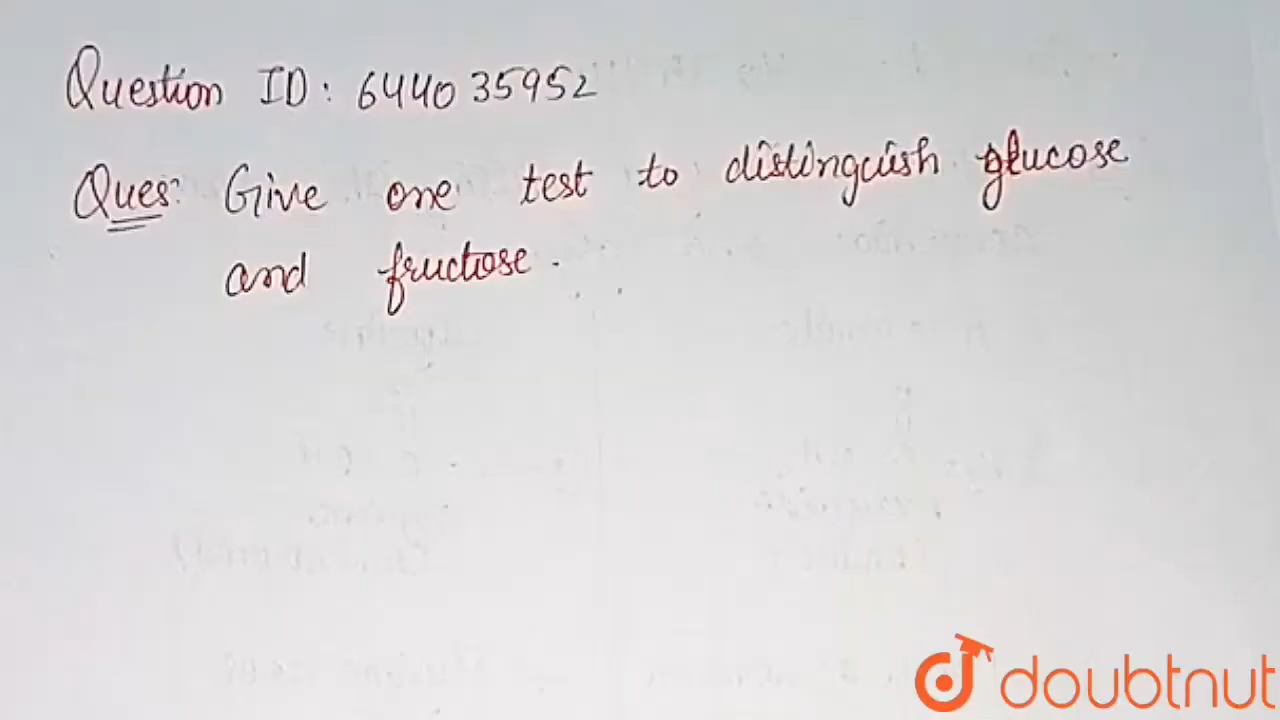 Question ID: 644035952
Ques: Give one test to distinguish glucose
and fructose.
doubtnut